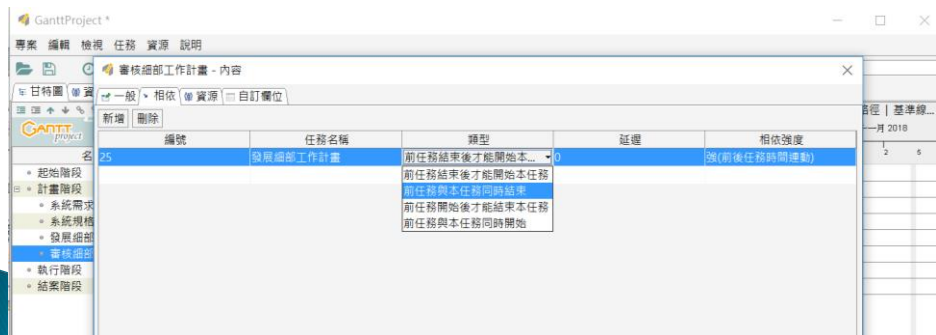 GanttProject *
專案 編輯 檢視 任務 資源 說明
審核細部工作計畫 - 內容
甘特圖 資
一般 相依 資源 自訂欄位
新增 刪除
路徑 | 基準線...
一月 2018
GANTT project
編號 任務名稱 類型 延遲 相依強度
2 5
名
25 發展細部工作計畫 前任務結束後才能開始本... 0 強(前後任務時間連動)
前任務結束後才能開始本任務
前任務與本任務同時結束
前任務開始後才能結束本任務
前任務與本任務同時開始
起始階段
計畫階段
系統需求
系統規格
發展細部
審核細部
執行階段
結案階段